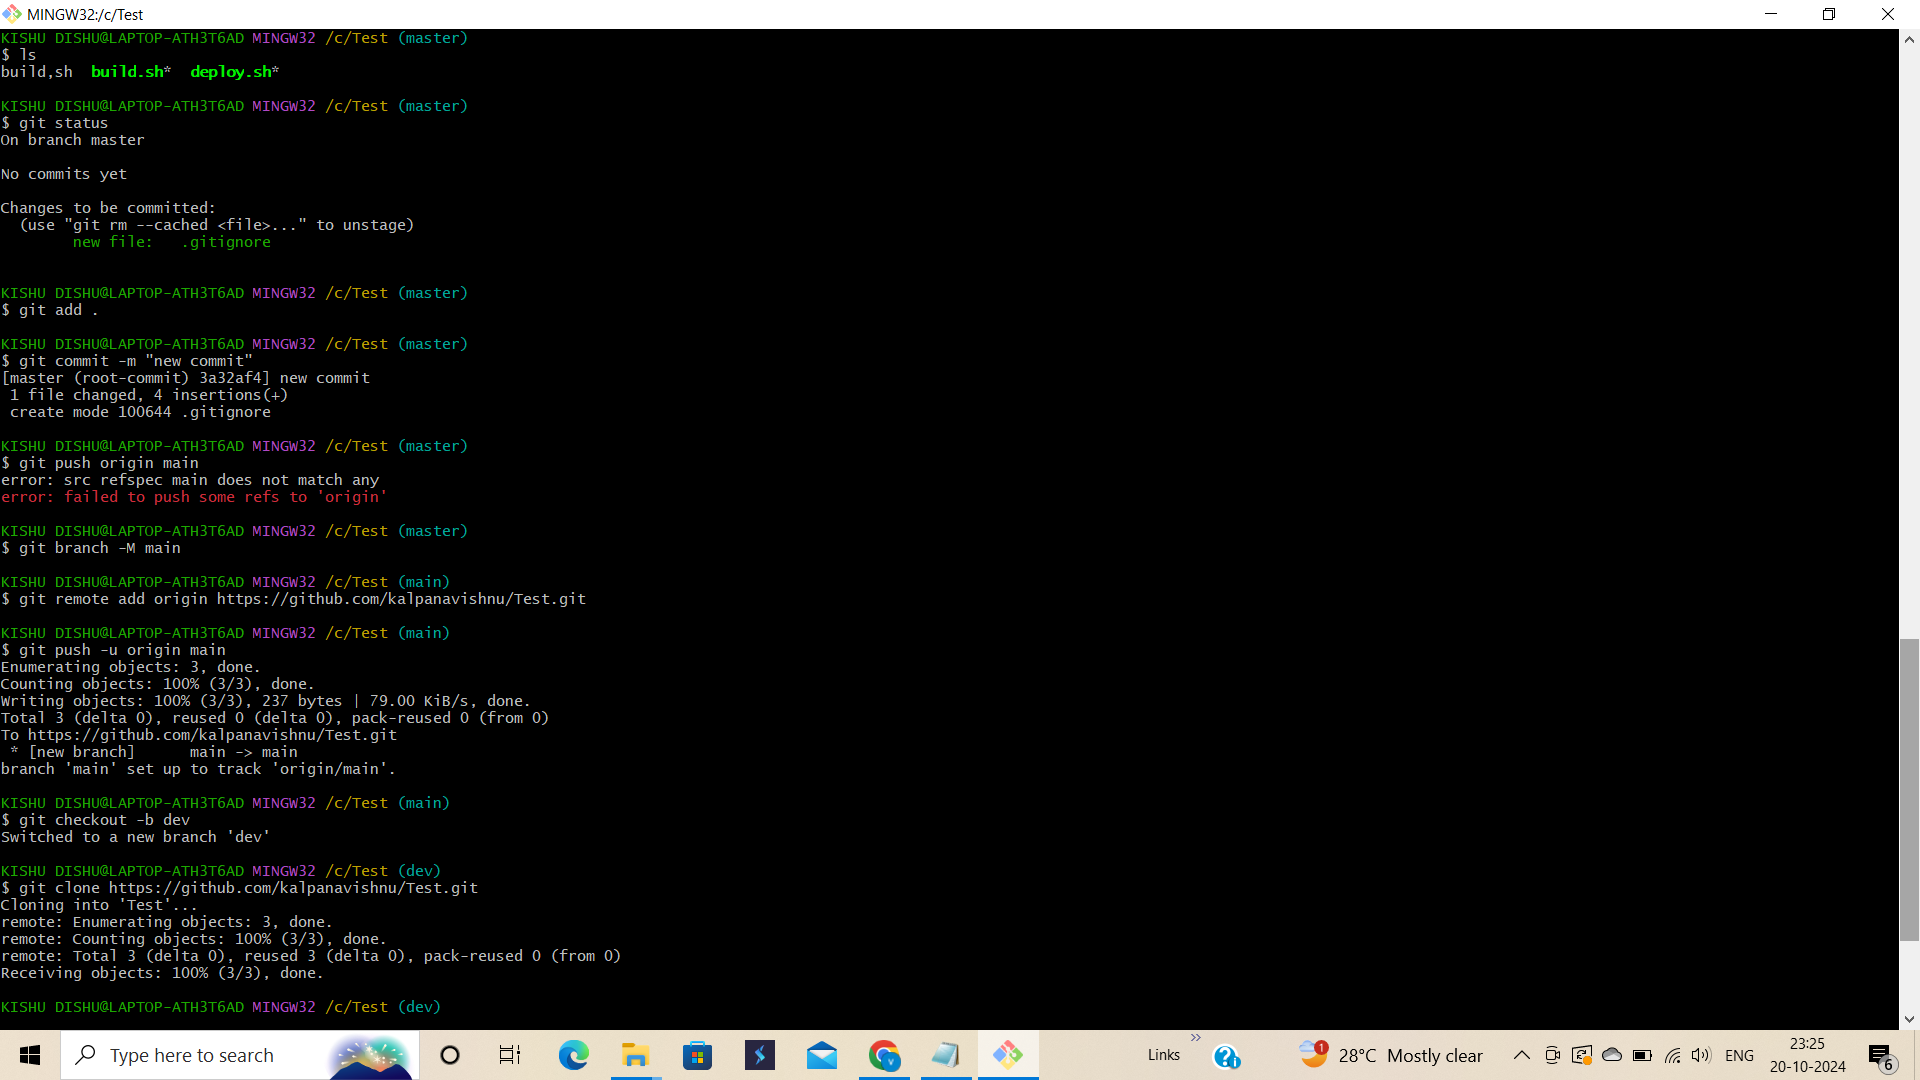 MINGW32:/c/Test
KISHU DISHU@LAPTOP-ATH3T6AD MINGW32 /c/Test (master)
$ ls
build,sh  build.sh*  deploy.sh*
KISHU DISHU@LAPTOP-ATH3T6AD MINGW32 /c/Test (master)
$ git status
On branch master
No commits yet
Changes to be committed:
  (use "git rm --cached <file>..." to unstage)
        new file:   .gitignore
KISHU DISHU@LAPTOP-ATH3T6AD MINGW32 /c/Test (master)
$ git add .
KISHU DISHU@LAPTOP-ATH3T6AD MINGW32 /c/Test (master)
$ git commit -m "new commit"
[master (root-commit) 3a32af4] new commit
 1 file changed, 4 insertions(+)
 create mode 100644 .gitignore
KISHU DISHU@LAPTOP-ATH3T6AD MINGW32 /c/Test (master)
$ git push origin main
error: src refspec main does not match any
error: failed to push some refs to 'origin'
KISHU DISHU@LAPTOP-ATH3T6AD MINGW32 /c/Test (master)
$ git branch -M main
KISHU DISHU@LAPTOP-ATH3T6AD MINGW32 /c/Test (main)
$ git remote add origin https://github.com/kalpanavishnu/Test.git
KISHU DISHU@LAPTOP-ATH3T6AD MINGW32 /c/Test (main)
$ git push -u origin main
Enumerating objects: 3, done.
Counting objects: 100% (3/3), done.
Writing objects: 100% (3/3), 237 bytes | 79.00 KiB/s, done.
Total 3 (delta 0), reused 0 (delta 0), pack-reused 0 (from 0)
To https://github.com/kalpanavishnu/Test.git
 * [new branch]      main -> main
branch 'main' set up to track 'origin/main'.
KISHU DISHU@LAPTOP-ATH3T6AD MINGW32 /c/Test (main)
$ git checkout -b dev
Switched to a new branch 'dev'
KISHU DISHU@LAPTOP-ATH3T6AD MINGW32 /c/Test (dev)
$ git clone https://github.com/kalpanavishnu/Test.git
Cloning into 'Test'...
remote: Enumerating objects: 3, done.
remote: Counting objects: 100% (3/3), done.
remote: Total 3 (delta 0), reused 3 (delta 0), pack-reused 0 (from 0)
Receiving objects: 100% (3/3), done.
KISHU DISHU@LAPTOP-ATH3T6AD MINGW32 /c/Test (dev)
Type here to search
Links
1
28°C  Mostly clear
ENG
23:25
20-10-2024
6